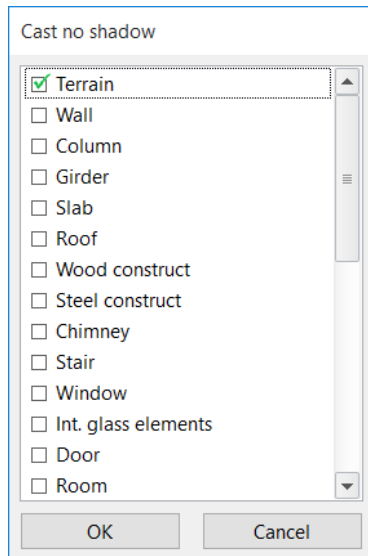 Cast no shadow
Terrain
Wall
Column
Girder
Slab
Roof
Wood construct
Steel construct
Chimney
Stair
Window
Int. glass elements
Door
Room
OK
Cancel